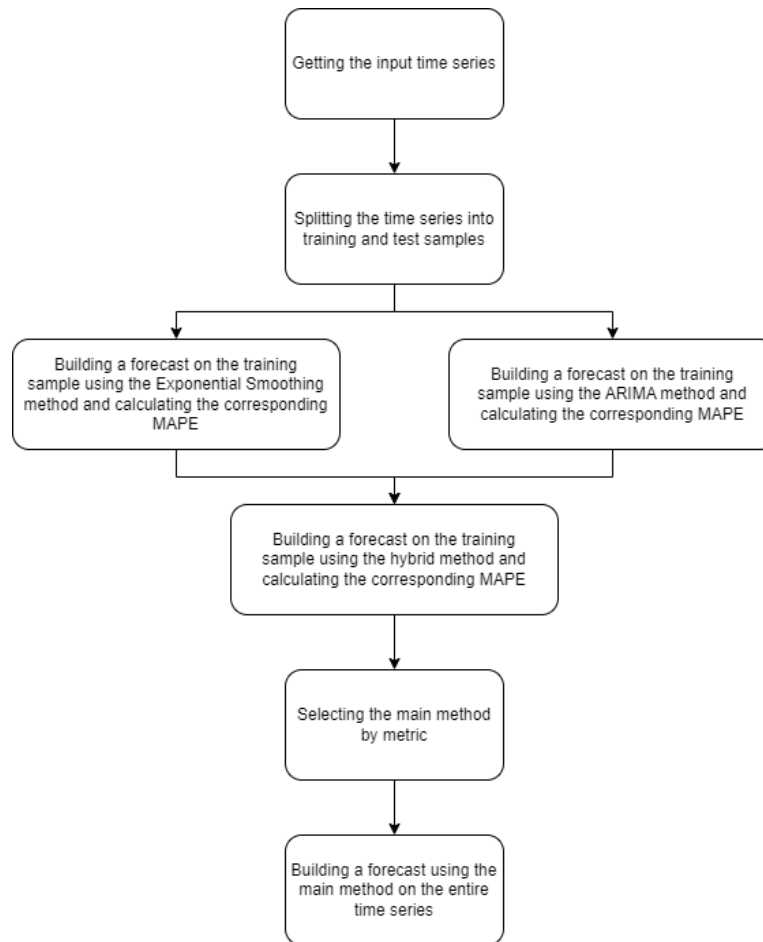 Getting the input time series
Splitting the time series into
training and test samples
Building a forecast on the training
sample using the Exponential Smoothing
method and calculating the corresponding
MAPE
Building a forecast on the training
sample using the ARIMA method and
calculating the corresponding MAPE
Building a forecast on the training
sample using the hybrid method and
calculating the corresponding MAPE
Selecting the main method
by metric
Building a forecast using the
main method on the entire
time series